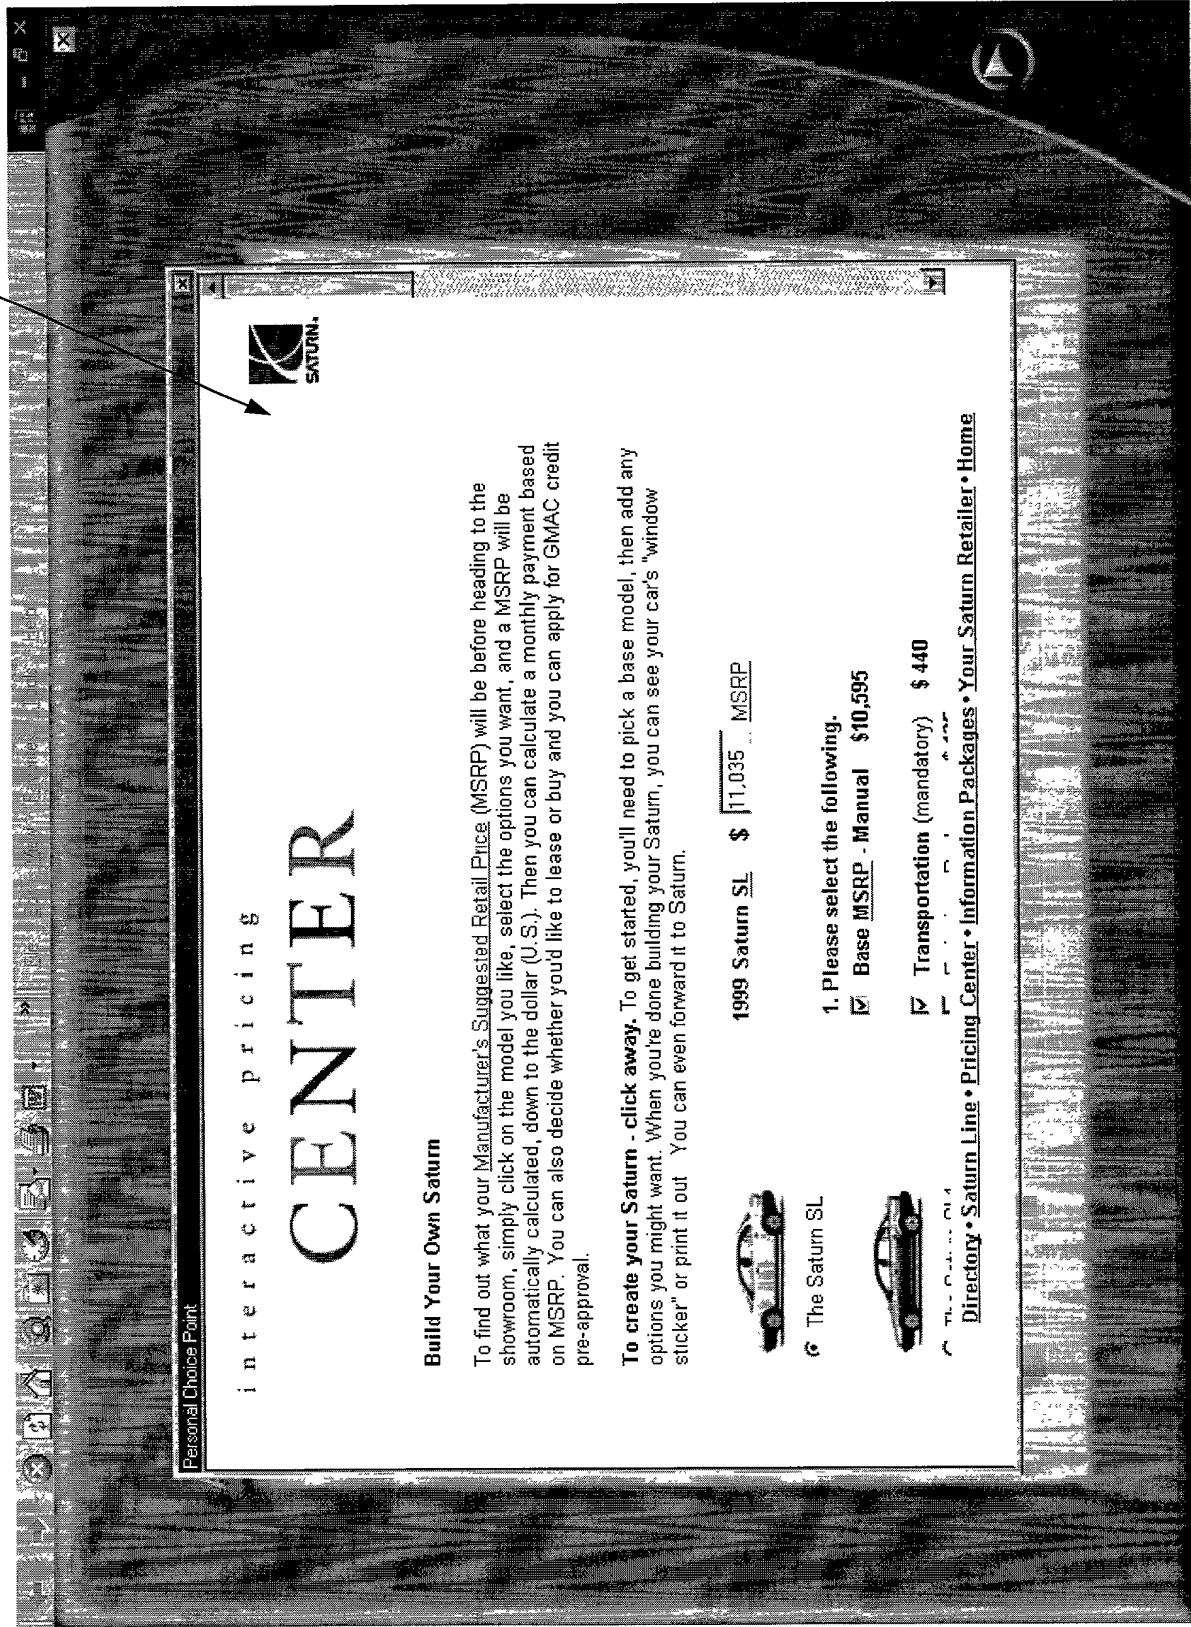 Personal Choice Point
interactive pricing
CENTER
SATURN
Build Your Own Saturn
To find out what your Manufacturer's Suggested Retail Price (MSRP) will be before heading to the
showroom, simply click on the model you like, select the options you want, and a MSRP will be
automatically calculated, down to the dollar (U.S.). Then you can calculate a monthly payment based
on MSRP. You can also decide whether you'd like to lease or buy and you can apply for GMAC credit
pre-approval.
To create your Saturn - click away. To get started, you'll need to pick a base model, then add any
options you might want. When you're done building your Saturn, you can see your car's "window
sticker" or print it out You can even forward it to Saturn.
1999 Saturn SL $ 11,035 MSRP
The Saturn SL
1. Please select the following.
Base MSRP - Manual $10,595
Transportation (mandatory) $ 440
Directory • Saturn Line • Pricing Center • Information Packages • Your Saturn Retailer • Home